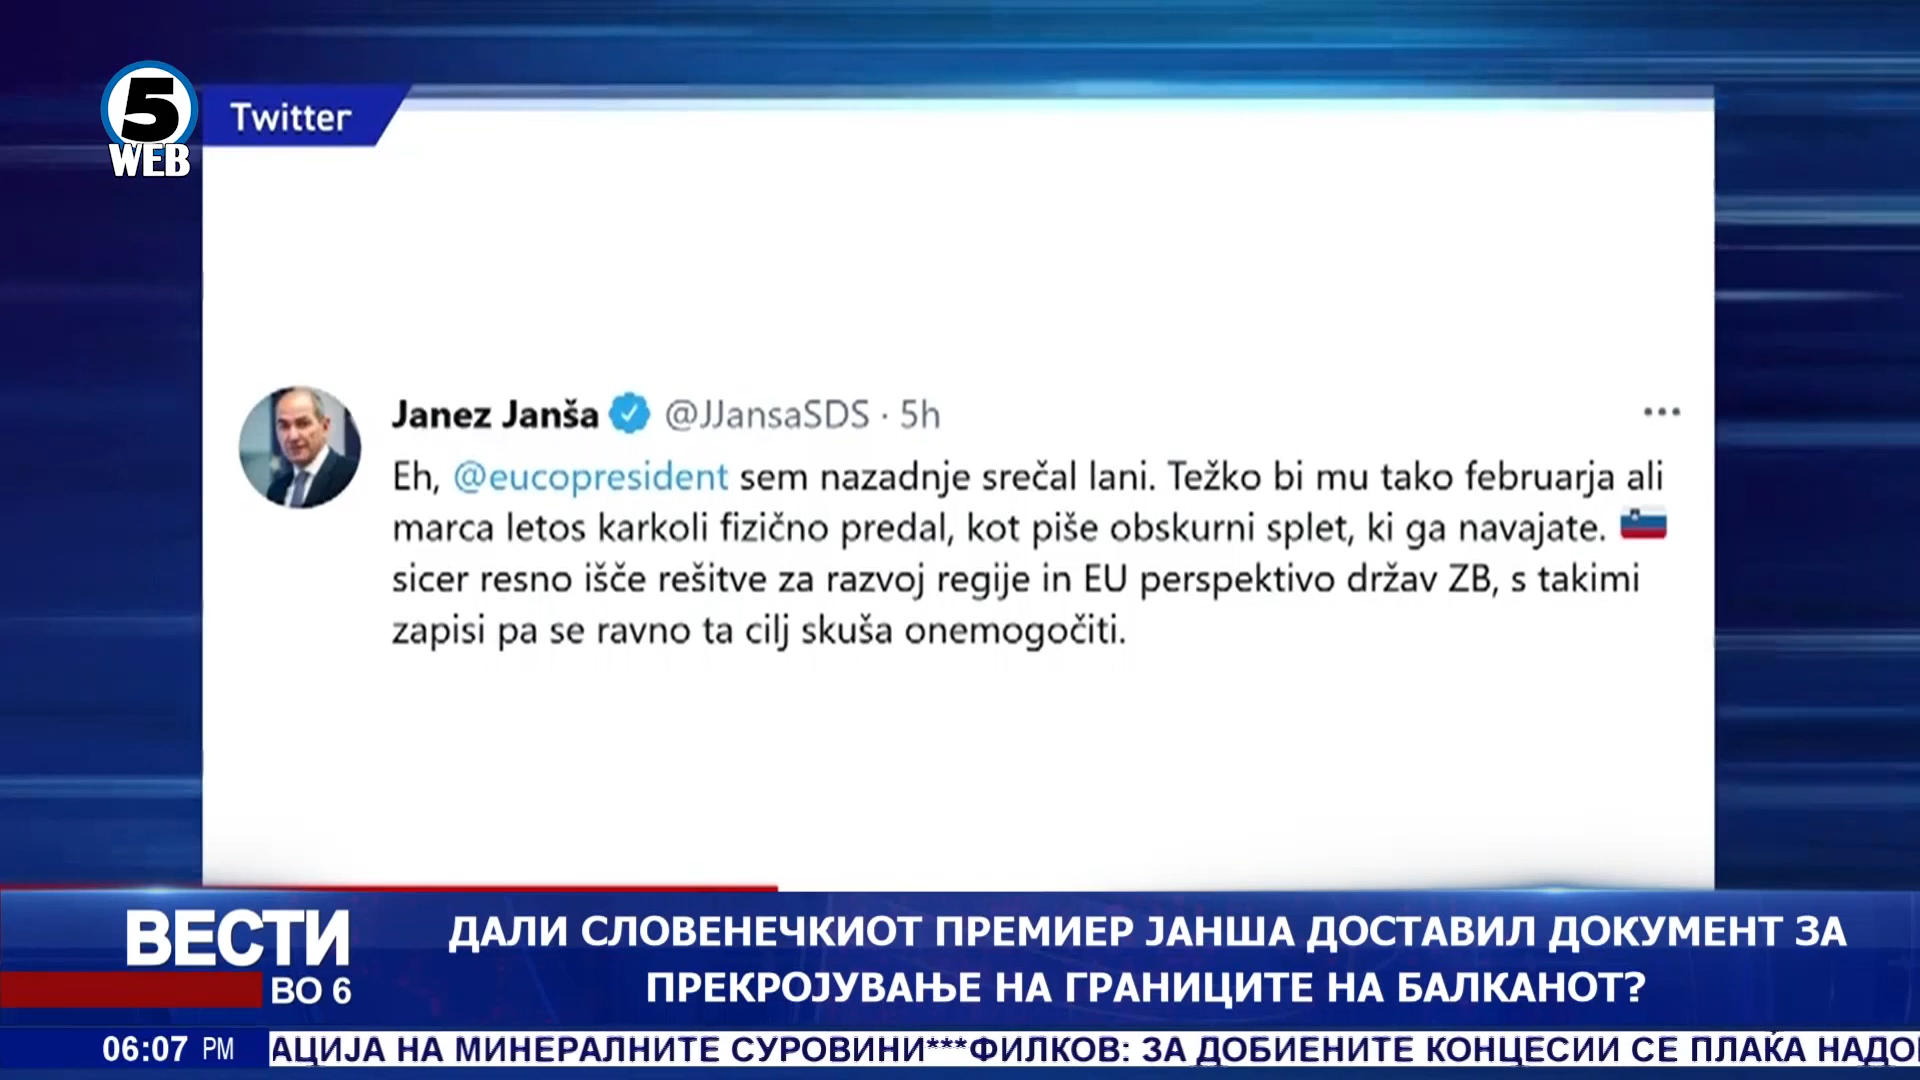 5
WEB
Twitter
Janez Janša @JJansaSDS · 5h
Eh, @eucopresident sem nazadnje srečal lani. Težko bi mu tako februarja ali
marca letos karkoli fizično predal, kot piše obskurni splet, ki ga navajate.
sicer resno išče rešitve za razvoj regije in EU perspektivo držav ZB, s takimi
zapisi pa se ravno ta cilj skuša onemogočiti.
ВЕСТИ
ВО 6
ДАЛИ СЛОВЕНЕЧКИОТ ПРЕМИЕР ЈАНША ДОСТАВИЛ ДОКУМЕНТ ЗА
ПРЕКРОЈУВАЊЕ НА ГРАНИЦИТЕ НА БАЛКАНОТ?
06:07 PM
АЦИЈА НА МИНЕРАЛНИТЕ СУРОВИНИ***ФИЛКОВ: ЗА ДОБИЕНИТЕ КОНЦЕСИИ СЕ ПЛАЌА НАДО